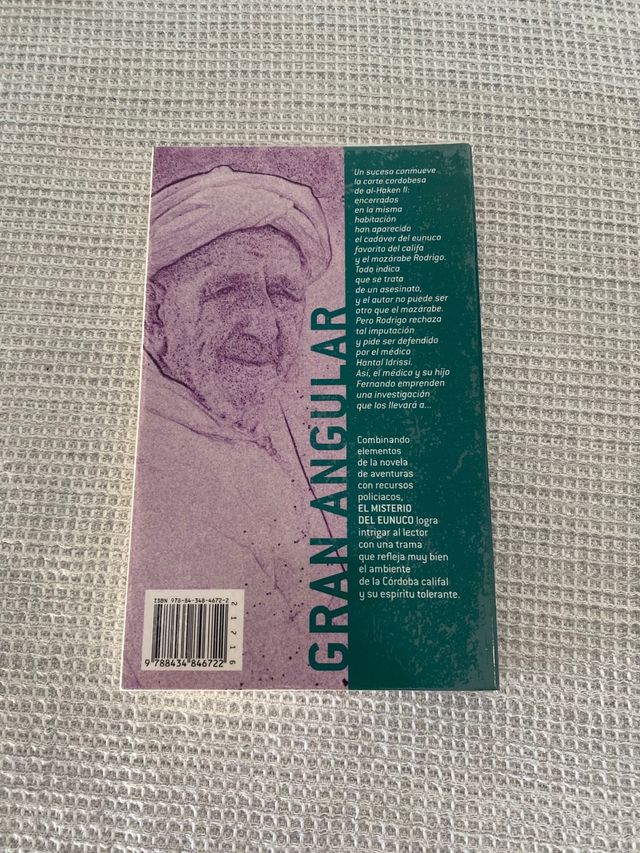 Un suceso conmueve
la corte cordobesa
de al-Haken II:
encerrados
en la misma
habitación
han aparecido
el cadáver del eunuco
favorito del califa
y el mozárabe Rodrigo.
Todo indica
que se trata
de un asesinato,
y el autor no puede ser
otro que el mozárabe.
Pero Rodrigo rechaza
tal imputación
y pide ser defendido
por el médico
Hantal Idrissi.
Así, el médico y su hijo
Fernando emprenden
una investigación
que los llevará a...
Combinando
elementos
de la novela
de aventuras
con recursos
policiacos,
EL MISTERIO
DEL EUNUCO logra
intrigar al lector
con una trama
que refleja muy bien
el ambiente
de la Córdoba califal
y su espíritu tolerante.
GRAN ANGULAR
ISBN 978-84-348-4672-2
21716
9 788434 846722